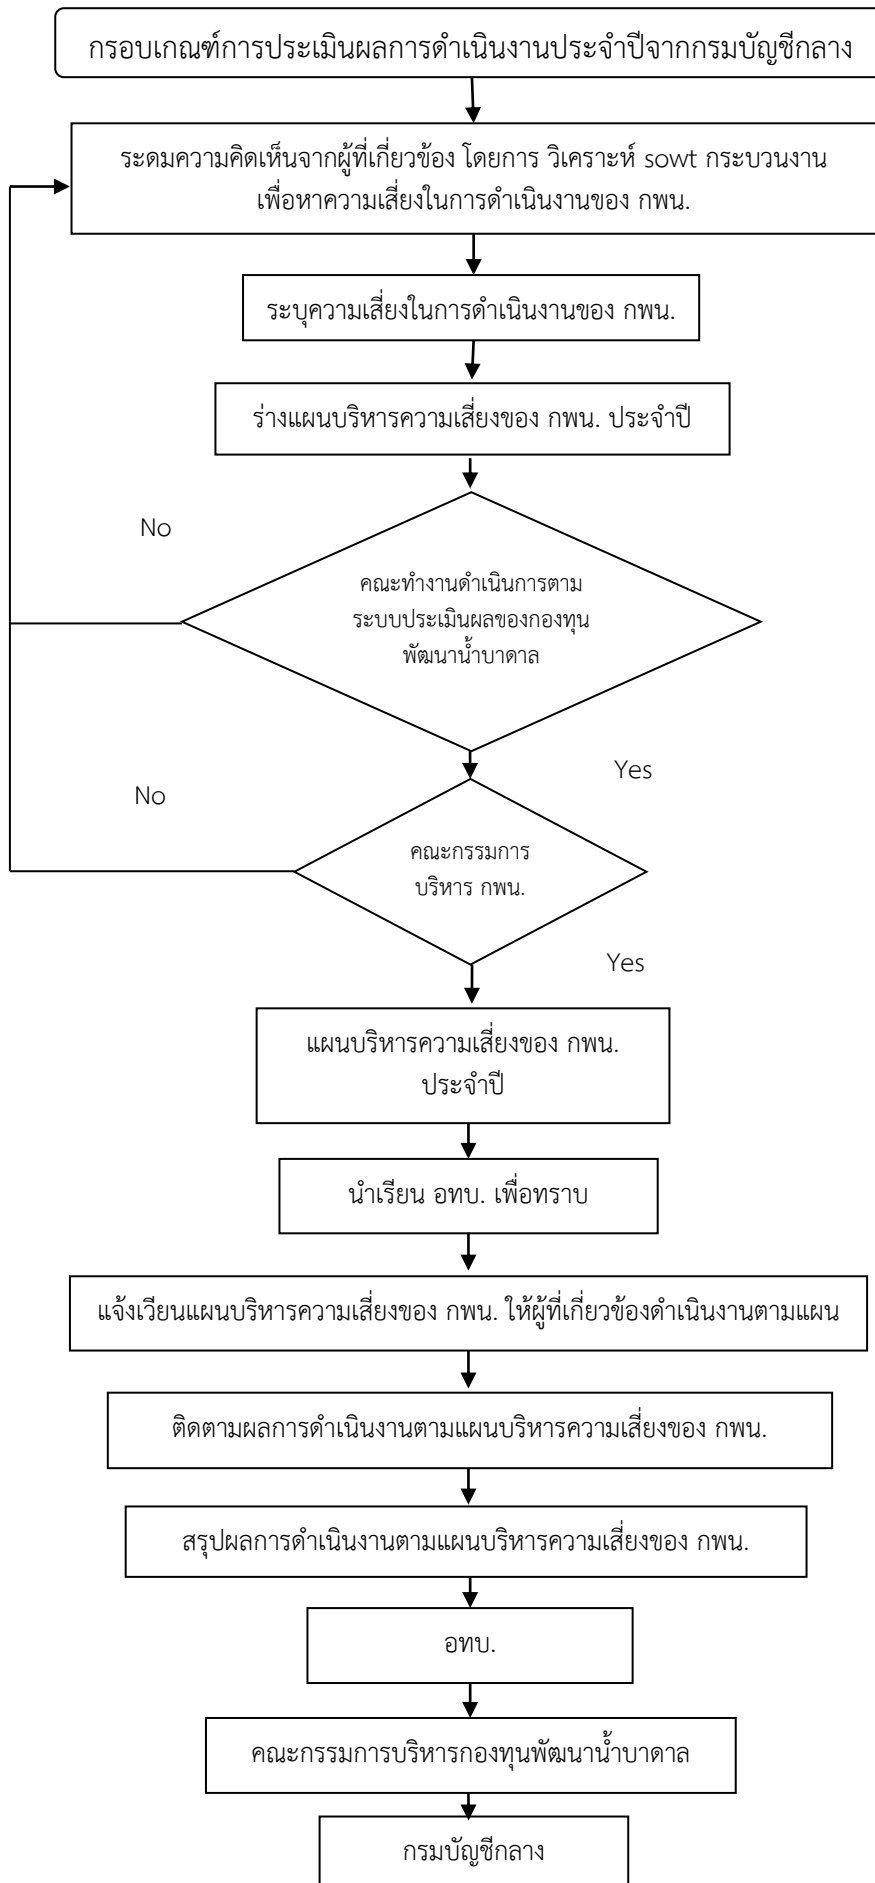 กรอบเกณฑ์การประเมินผลการดำเนินงานประจำปีจากกรมบัญชีกลาง
ระดมความคิดเห็นจากผู้ที่เกี่ยวข้อง โดยการ วิเคราะห์ sowt กระบวนงาน
เพื่อหาความเสี่ยงในการดำเนินงานของ กพน.
ระบุความเสี่ยงในการดำเนินงานของ กพน.
ร่างแผนบริหารความเสี่ยงของ กพน. ประจำปี
No
คณะทำงานดำเนินการตาม
ระบบประเมินผลของกองทุน
พัฒนาน้ำบาดาล
Yes
No
คณะกรรมการ
บริหาร กพน.
Yes
แผนบริหารความเสี่ยงของ กพน.
ประจำปี
นำเรียน อทบ. เพื่อทราบ
แจ้งเวียนแผนบริหารความเสี่ยงของ กพน. ให้ผู้ที่เกี่ยวข้องดำเนินงานตามแผน
ติดตามผลการดำเนินงานตามแผนบริหารความเสี่ยงของ กพน.
สรุปผลการดำเนินงานตามแผนบริหารความเสี่ยงของ กพน.
อทบ.
คณะกรรมการบริหารกองทุนพัฒนาน้ำบาดาล
กรมบัญชีกลาง